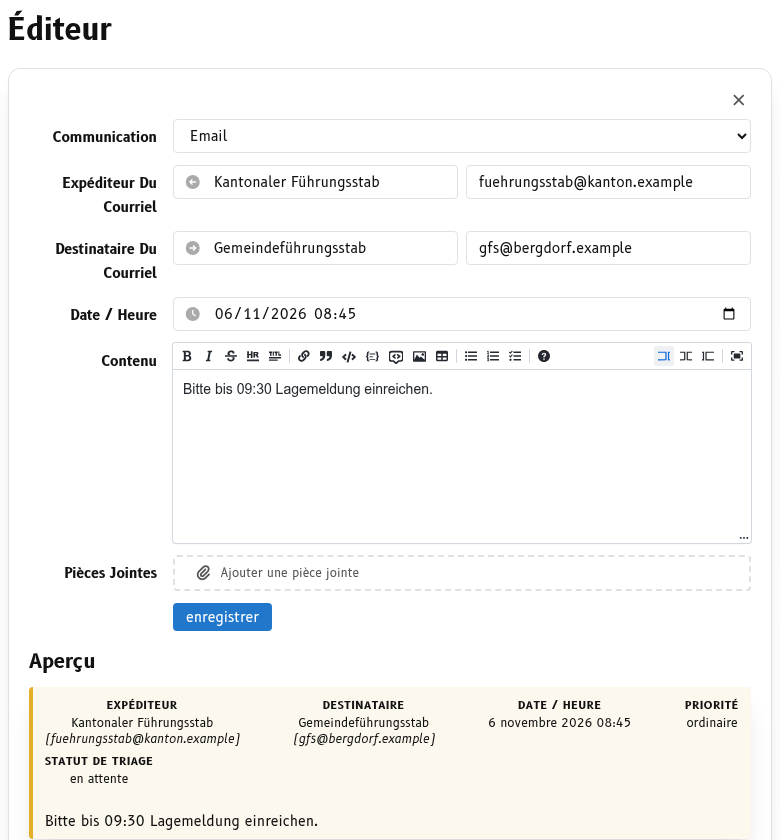 Éditeur
Communication
Email
Expéditeur Du
Courriel
Kantonaler Führungsstab
fuehrungsstab@kanton.example
Destinataire Du
Courriel
Gemeindeführungsstab
gfs@bergdorf.example
Date / Heure
06/11/2026 08:45
Contenu
B I S HR TITL
Bitte bis 09:30 Lagemeldung einreichen.
Pièces Jointes
Ajouter une pièce jointe
enregistrer
Aperçu
EXPÉDITEUR DESTINATAIRE DATE / HEURE PRIORITÉ
Kantonaler Führungsstab Gemeindeführungsstab 6 novembre 2026 08:45 ordinaire
[fuehrungsstab@kanton.example] [gfs@bergdorf.example]
STATUT DE TRIAGE
en attente
Bitte bis 09:30 Lagemeldung einreichen.